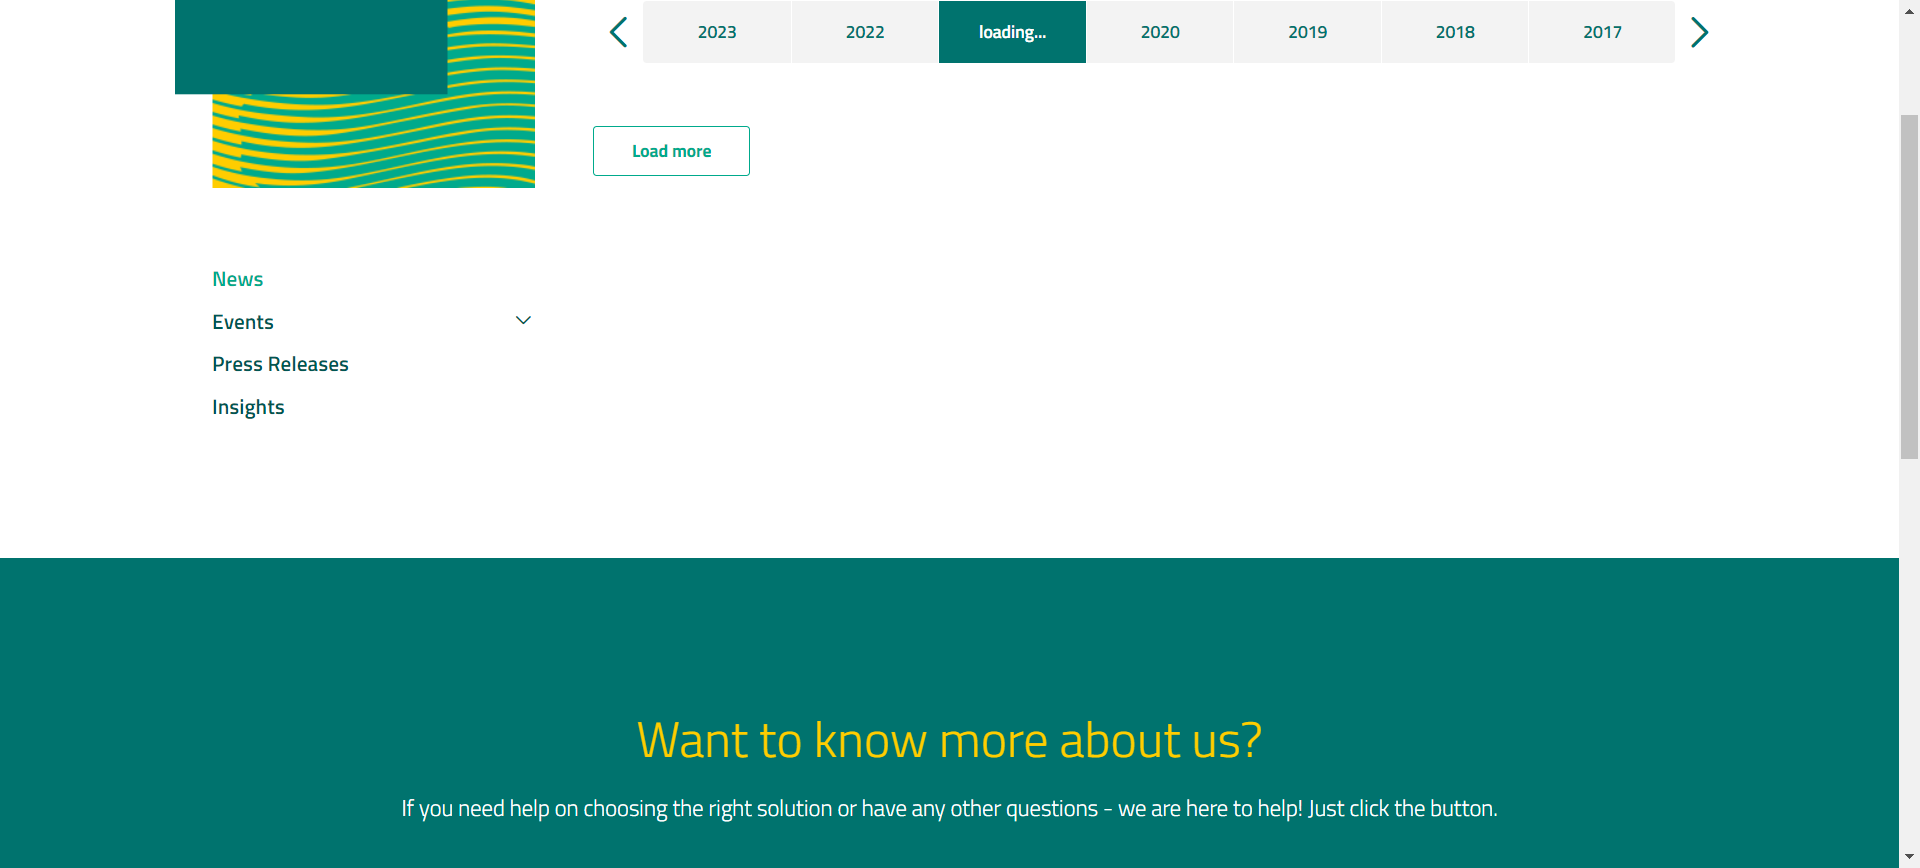 2023 2022 loading... 2020 2019 2018 2017
Load more
News
Events
Press Releases
Insights
Want to know more about us?
If you need help on choosing the right solution or have any other questions - we are here to help! Just click the button.